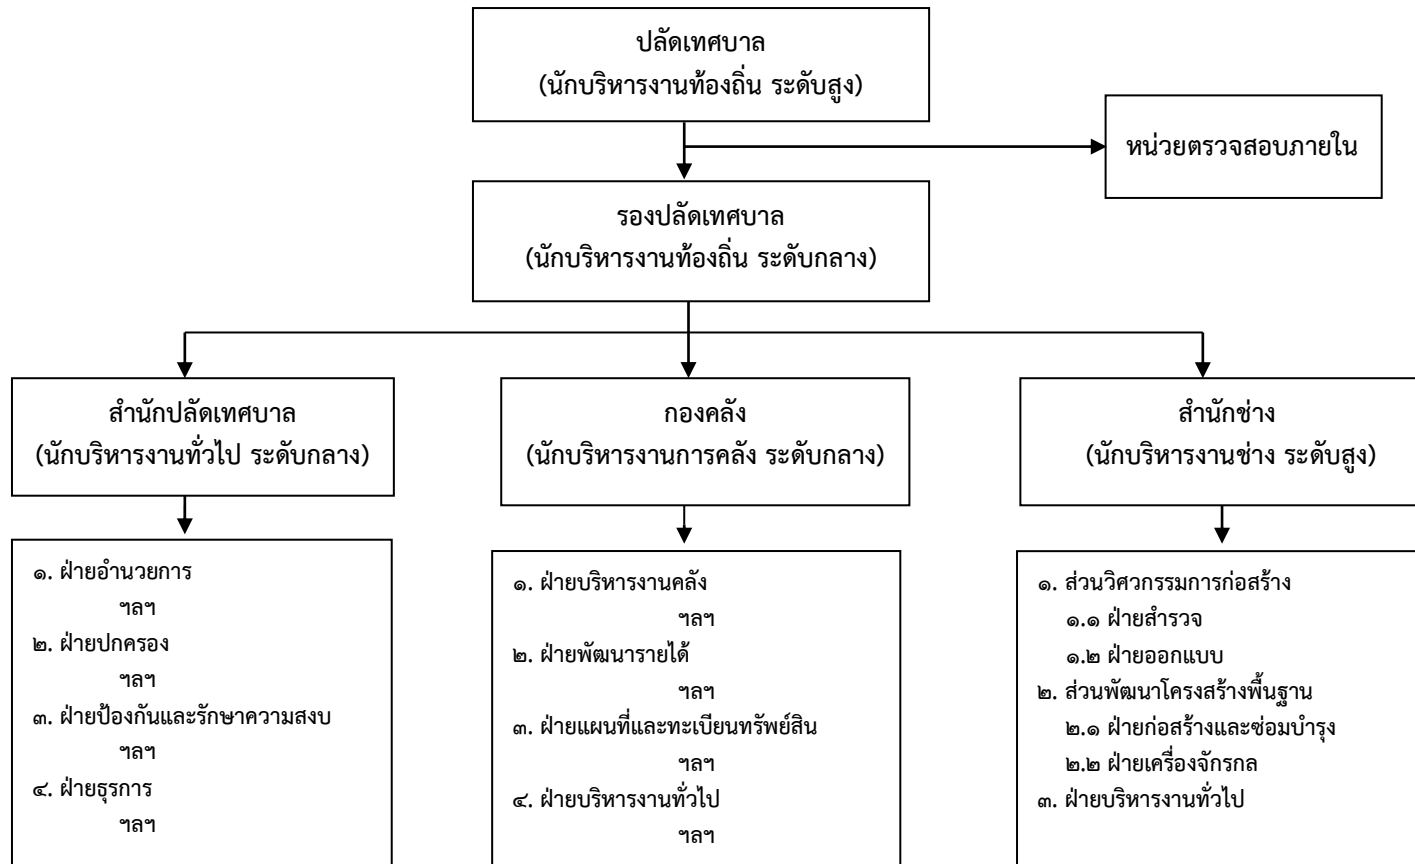 ปลัดเทศบาล
(นักบริหารงานท้องถิ่น ระดับสูง)
หน่วยตรวจสอบภายใน
รองปลัดเทศบาล
(นักบริหารงานท้องถิ่น ระดับกลาง)
สำนักปลัดเทศบาล
(นักบริหารงานทั่วไป ระดับกลาง)
กองคลัง
(นักบริหารงานการคลัง ระดับกลาง)
สำนักช่าง
(นักบริหารงานช่าง ระดับสูง)
๑. ฝ่ายอำนวยการ
ฯลฯ
๒. ฝ่ายปกครอง
ฯลฯ
๓. ฝ่ายป้องกันและรักษาความสงบ
ฯลฯ
๔. ฝ่ายธุรการ
ฯลฯ
๑. ฝ่ายบริหารงานคลัง
ฯลฯ
๒. ฝ่ายพัฒนารายได้
ฯลฯ
๓. ฝ่ายแผนที่และทะเบียนทรัพย์สิน
ฯลฯ
๔. ฝ่ายบริหารงานทั่วไป
ฯลฯ
๑. ส่วนวิศวกรรมการก่อสร้าง
๑.๑ ฝ่ายสำรวจ
๑.๒ ฝ่ายออกแบบ
๒. ส่วนพัฒนาโครงสร้างพื้นฐาน
๒.๑ ฝ่ายก่อสร้างและซ่อมบำรุง
๒.๒ ฝ่ายเครื่องจักรกล
๓. ฝ่ายบริหารงานทั่วไป